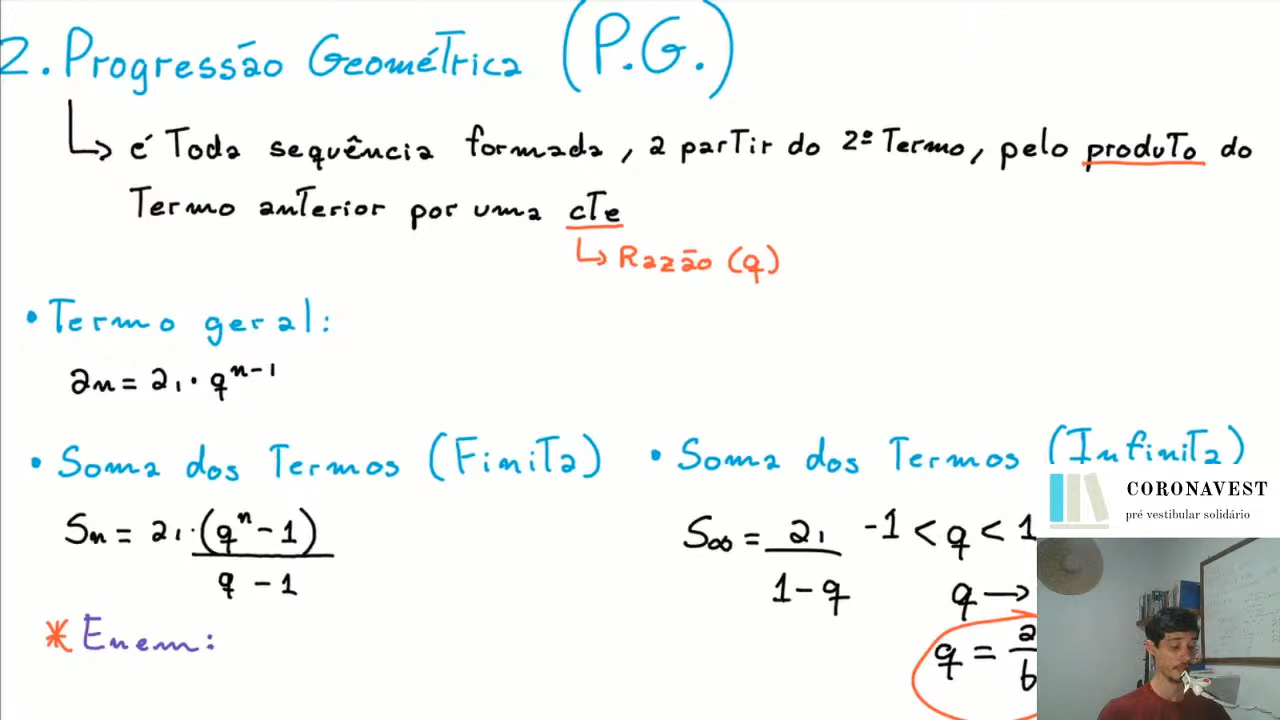 2. Progressão Geométrica (P.G.)
↳ é Toda sequência formada, a partir do 2º Termo, pelo produto do
Termo anterior por uma cte
↳ Razão (q)
• Termo geral:
an = a₁ · q^(n-1)
• Soma dos Termos (Finita)
Sn = a₁ · (q^n - 1) / (q - 1)
* Enem:
• Soma dos Termos (Infinita)
S∞ = a₁ / (1 - q) -1 < q < 1
q →
q = a/b
CORONAVEST
pré vestibular solidário